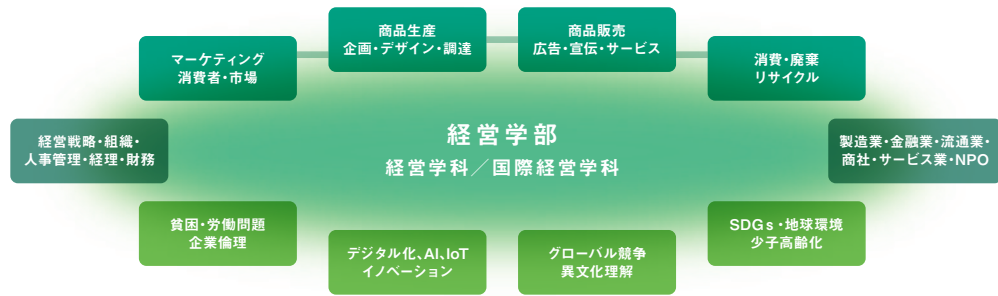 商品生産
企画・デザイン・調達
商品販売
広告・宣伝・サービス
マーケティング
消費者・市場
消費・廃棄
リサイクル
経営戦略・組織・
人事管理・経理・財務
経営学部
経営学科／国際経営学科
製造業・金融業・流通業・
商社・サービス業・NPO
貧困・労働問題
企業倫理
デジタル化、AI、IoT
イノベーション
グローバル競争
異文化理解
SDGs・地球環境
少子高齢化